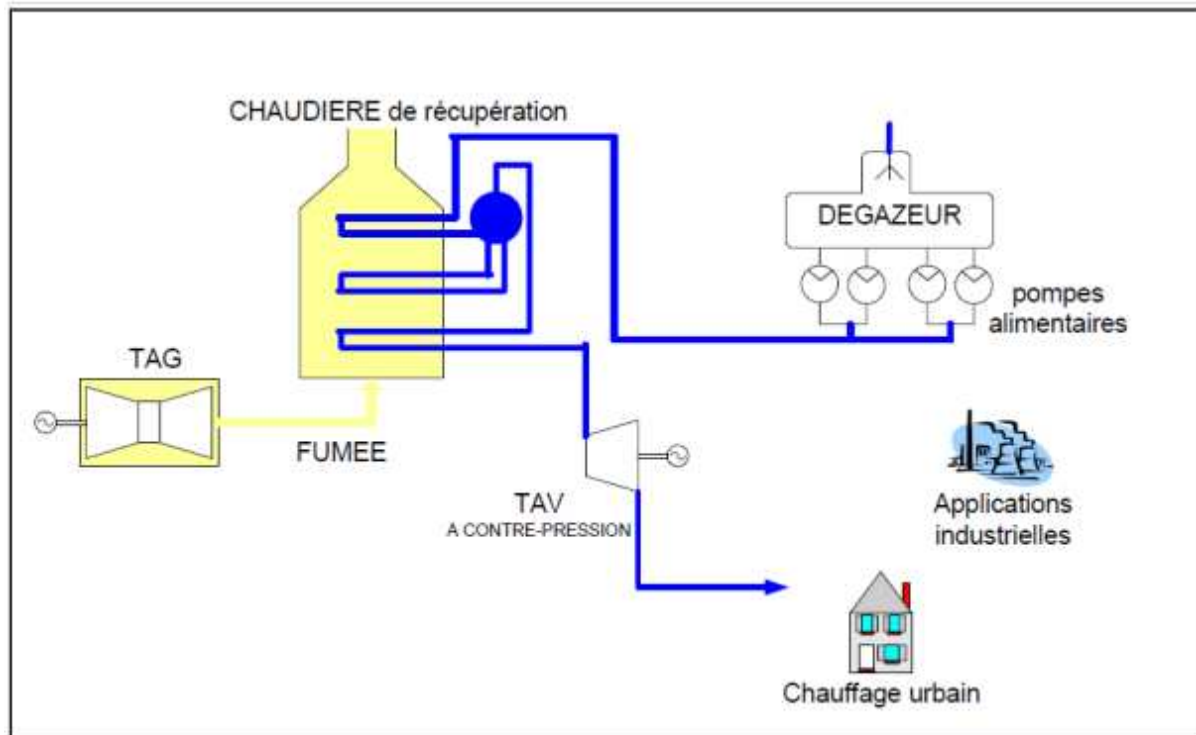 CHAUDIERE de récupération
DEGAZEUR
pompes
alimentaires
TAG
FUMEE
TAV
A CONTRE-PRESSION
Applications
industrielles
Chauffage urbain